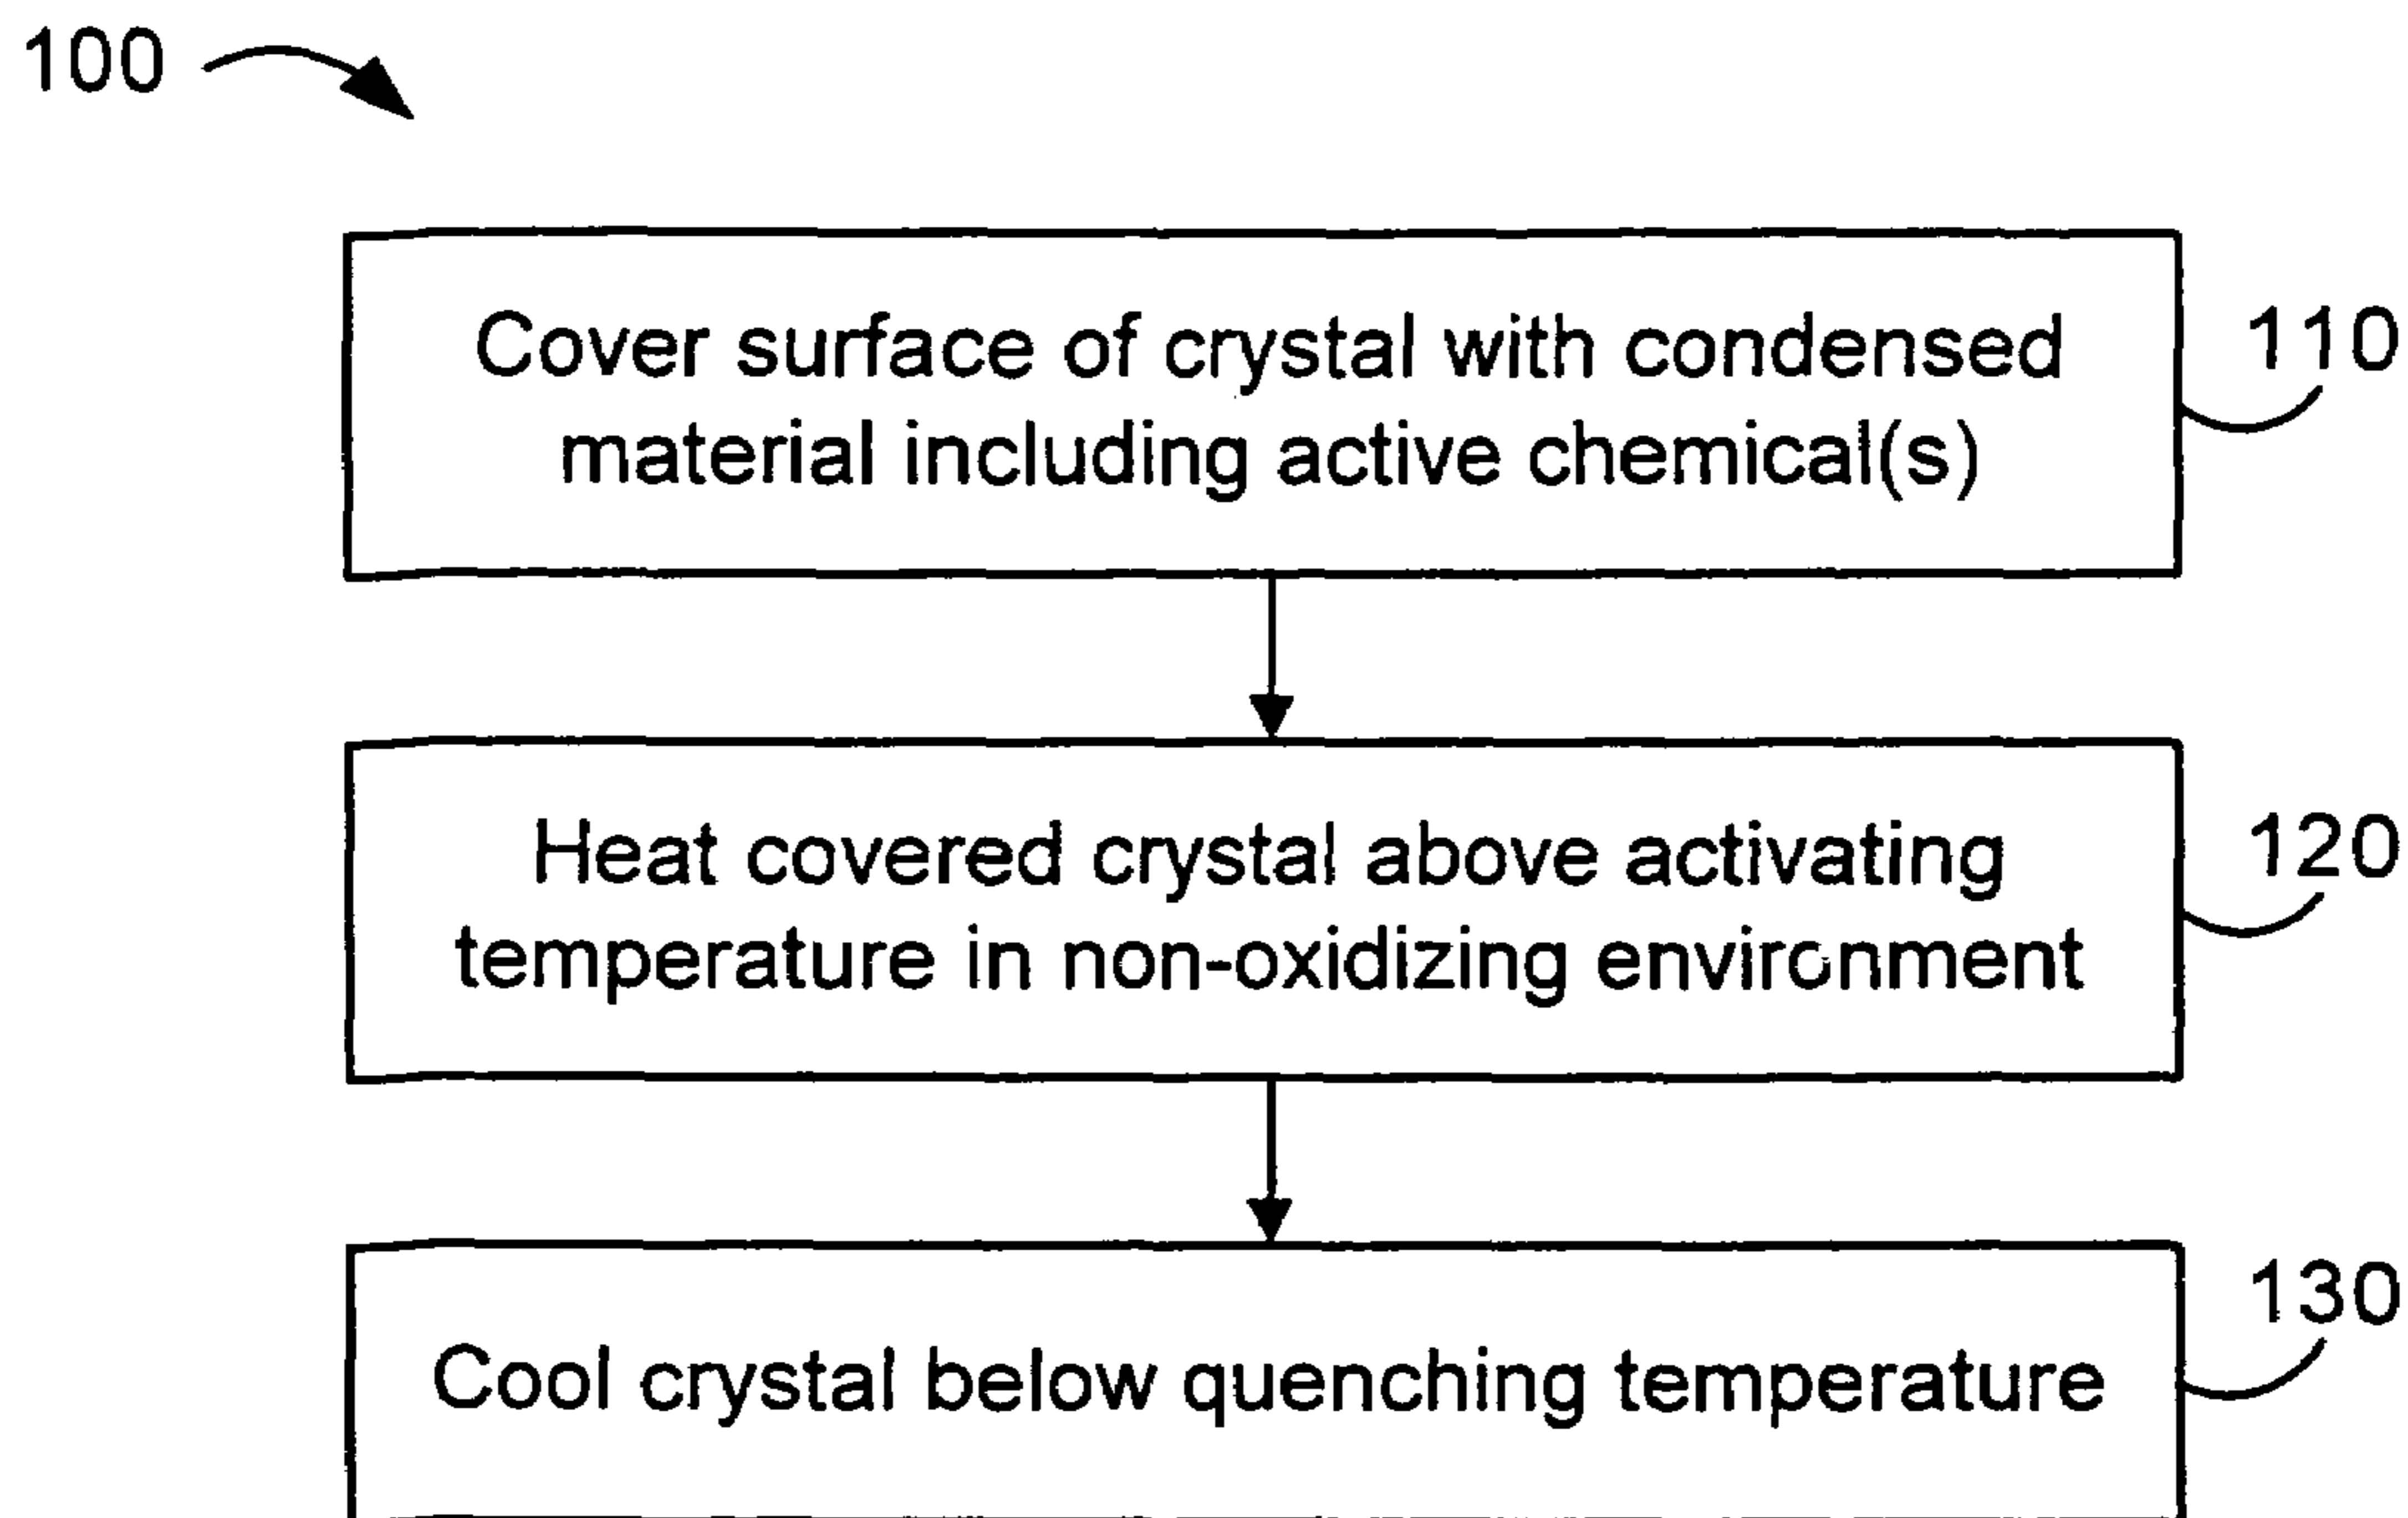 100
Cover surface of crystal with condensed
material including active chemical(s)
110
Heat covered crystal above activating
temperature in non-oxidizing environment
120
Cool crystal below quenching temperature
130